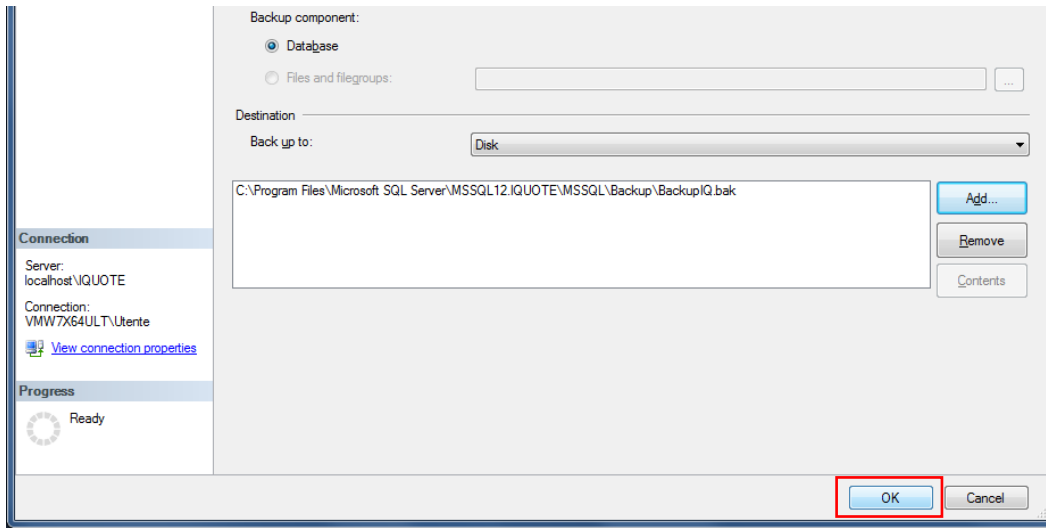 Backup component:
Database
Files and filegroups:
...
Destination
Back up to:
Disk
C:\Program Files\Microsoft SQL Server\MSSQL12.IQUOTE\MSSQL\Backup\BackupIQ.bak
Add...
Remove
Contents
Connection
Server:
localhost\IQUOTE
Connection:
VMW7X64ULT\Utente
View connection properties
Progress
Ready
OK
Cancel